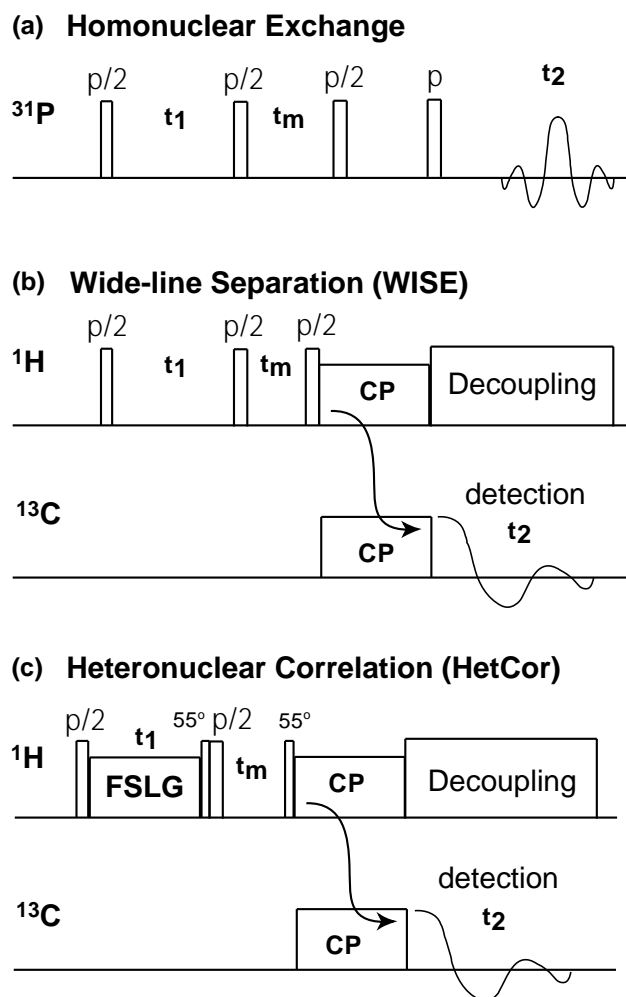 (a) Homonuclear Exchange
p/2 p/2 p/2 p t2
31P t1 tm
(b) Wide-line Separation (WISE)
p/2 p/2 p/2
1H t1 tm CP Decoupling
13C CP detection
t2
(c) Heteronuclear Correlation (HetCor)
p/2 t1 55o p/2 55o
1H FSLG tm CP Decoupling
13C CP detection
t2